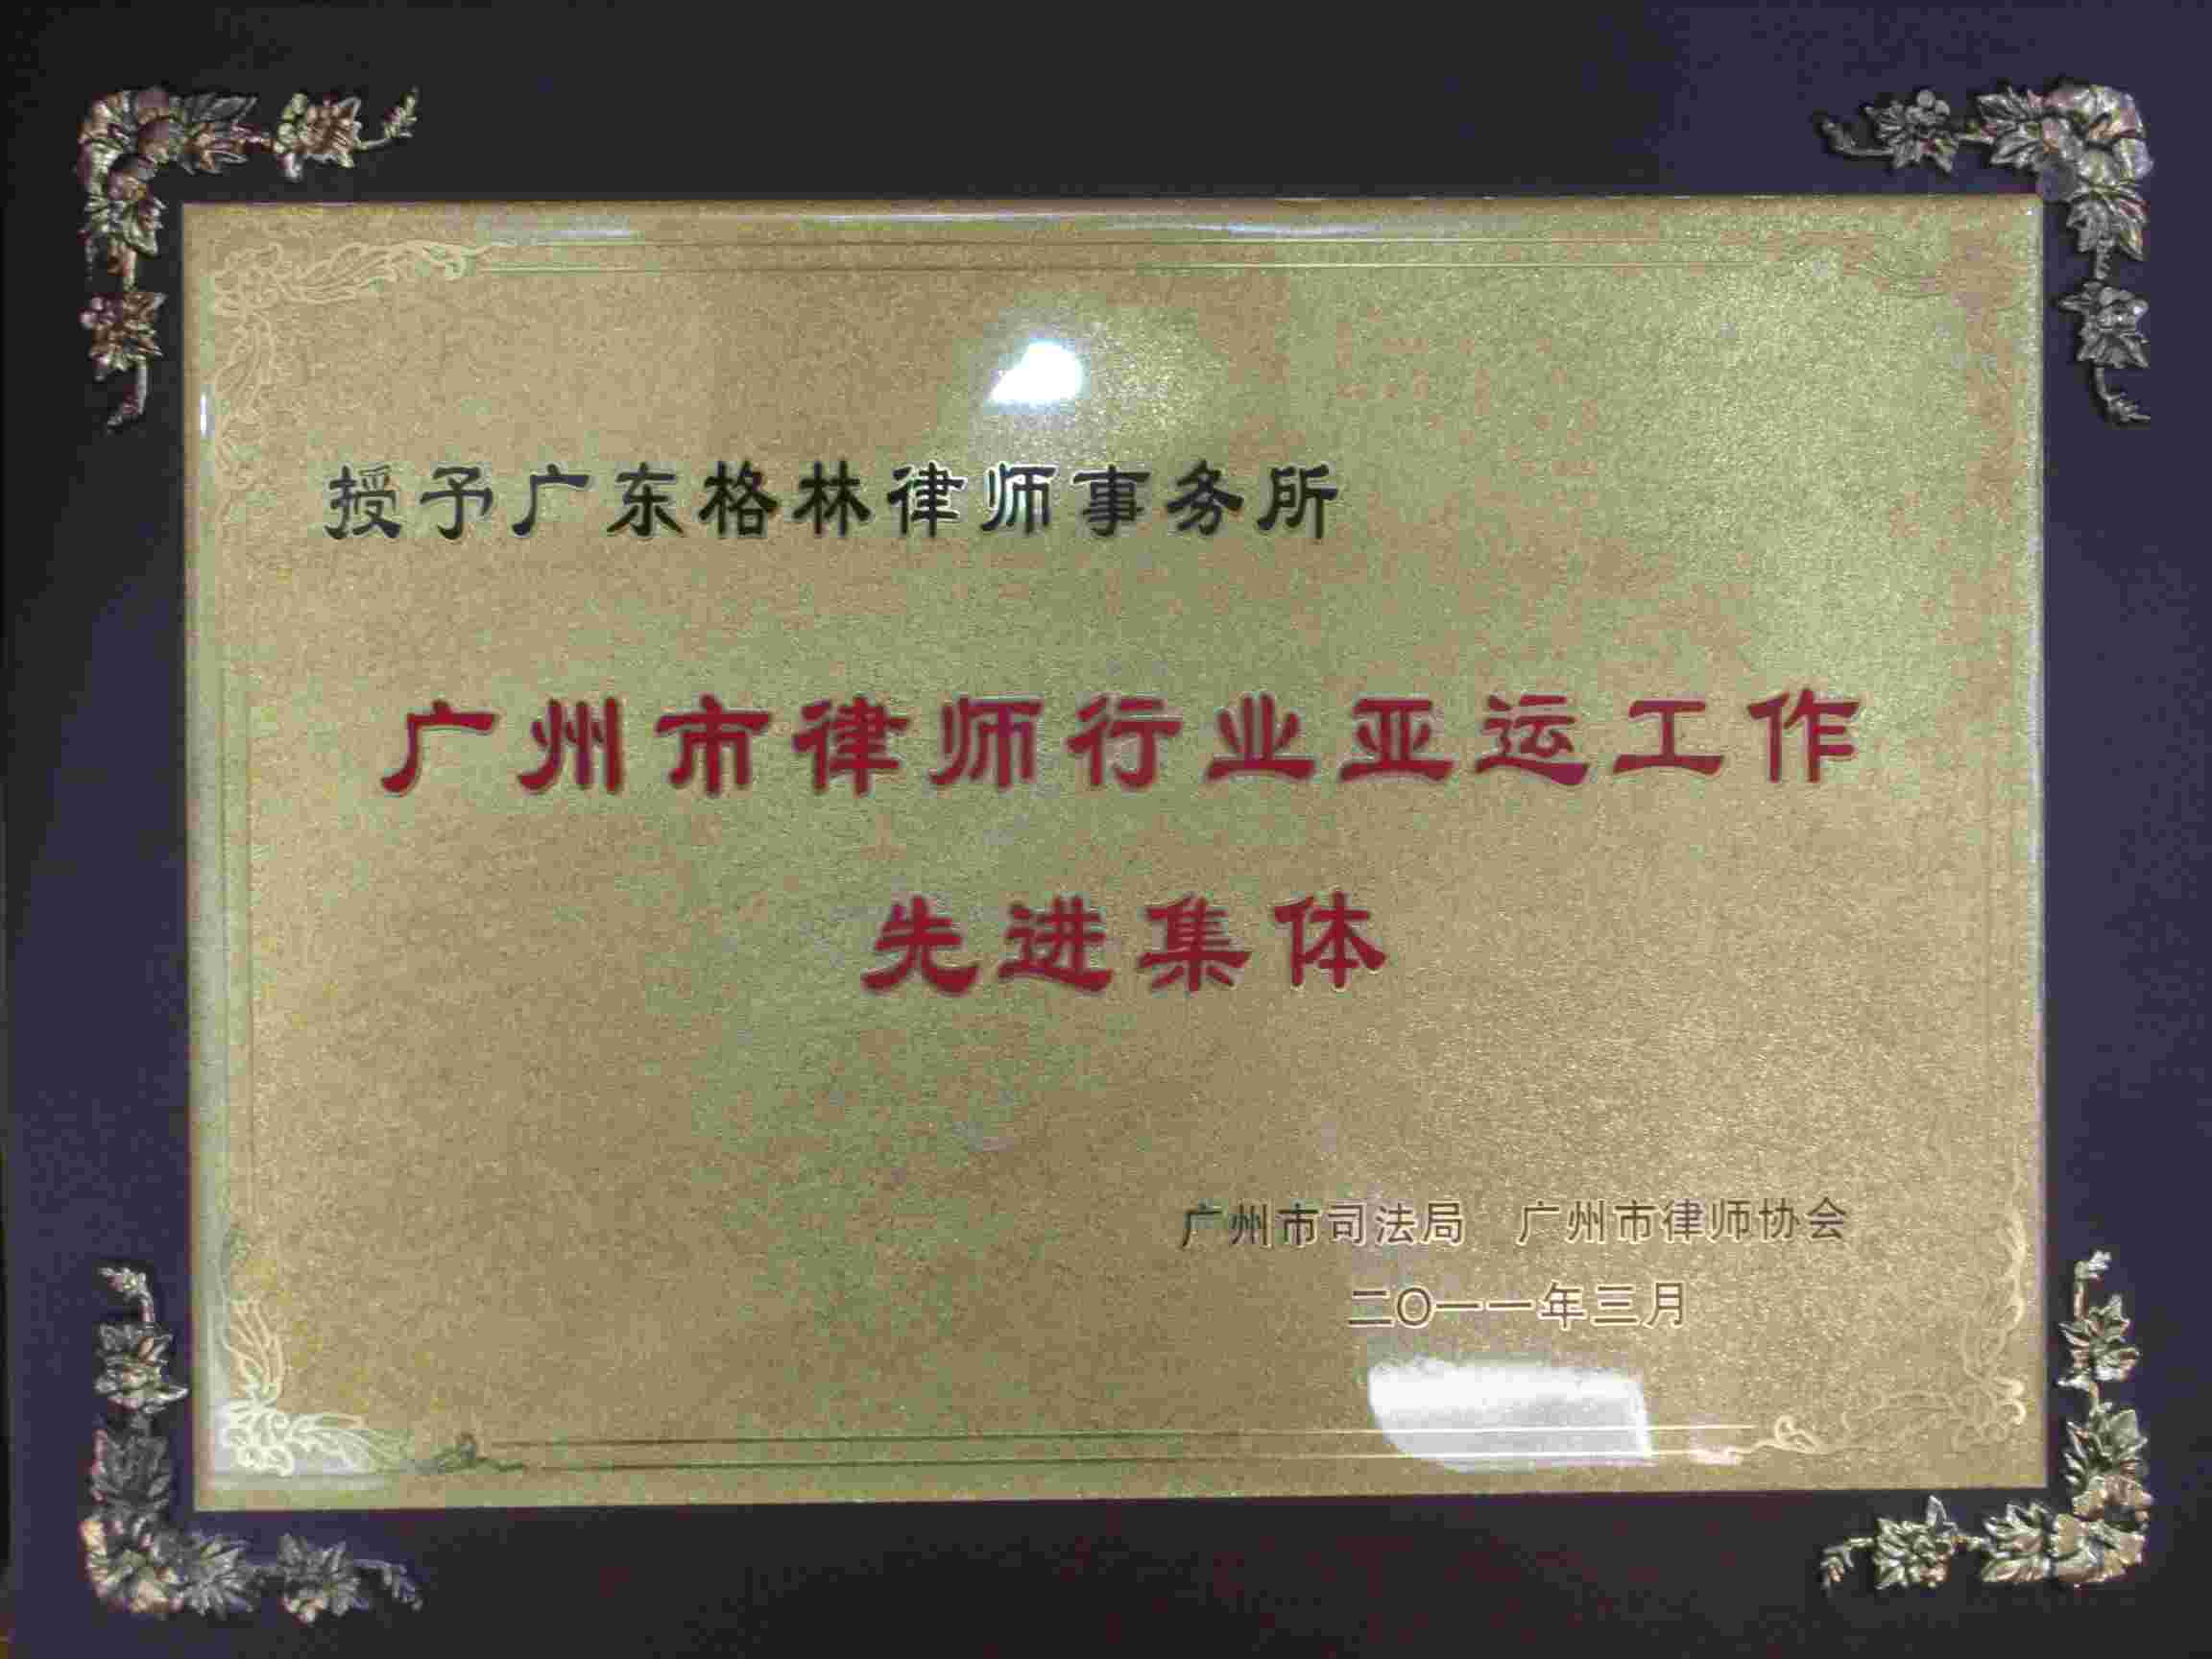 授予广东格林律师事务所
广州市律师行业亚运工作
先进集体
广州市司法局　广州市律师协会
二〇一一年三月